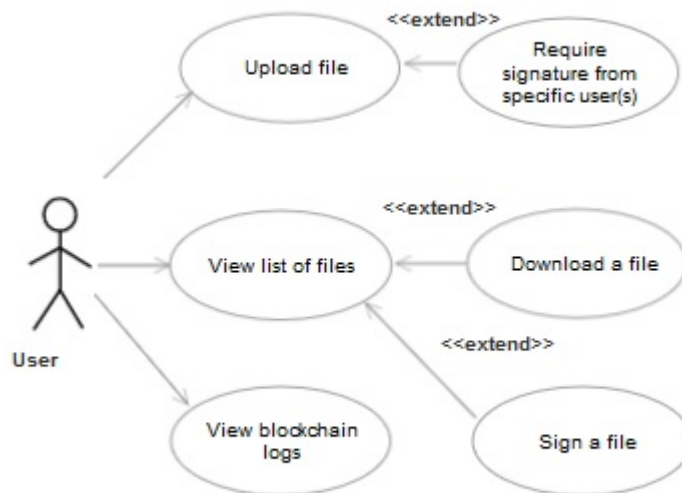 <<extend>>
Upload file
Require
signature from
specific user(s)
<<extend>>
View list of files
Download a file
<<extend>>
User
View blockchain
logs
Sign a file